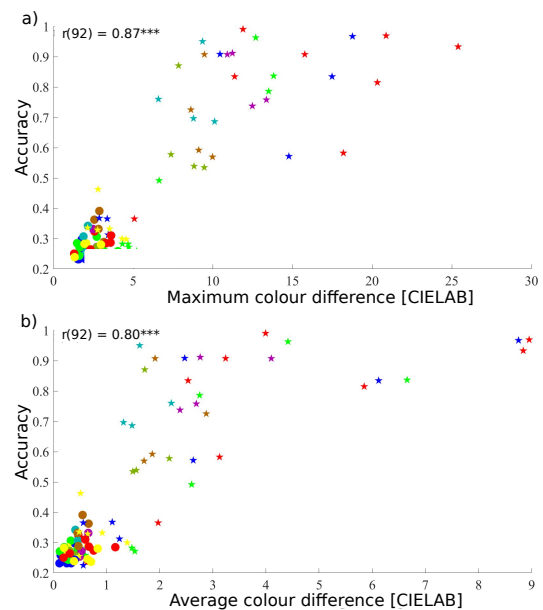 a)
r(92) = 0.87***
Accuracy
1
0.9
0.8
0.7
0.6
0.5
0.4
0.3
0.2
0 5 10 15 20 25 30
Maximum colour difference [CIELAB]
b)
r(92) = 0.80***
Accuracy
1
0.9
0.8
0.7
0.6
0.5
0.4
0.3
0.2
0 1 2 3 4 5 6 7 8 9
Average colour difference [CIELAB]